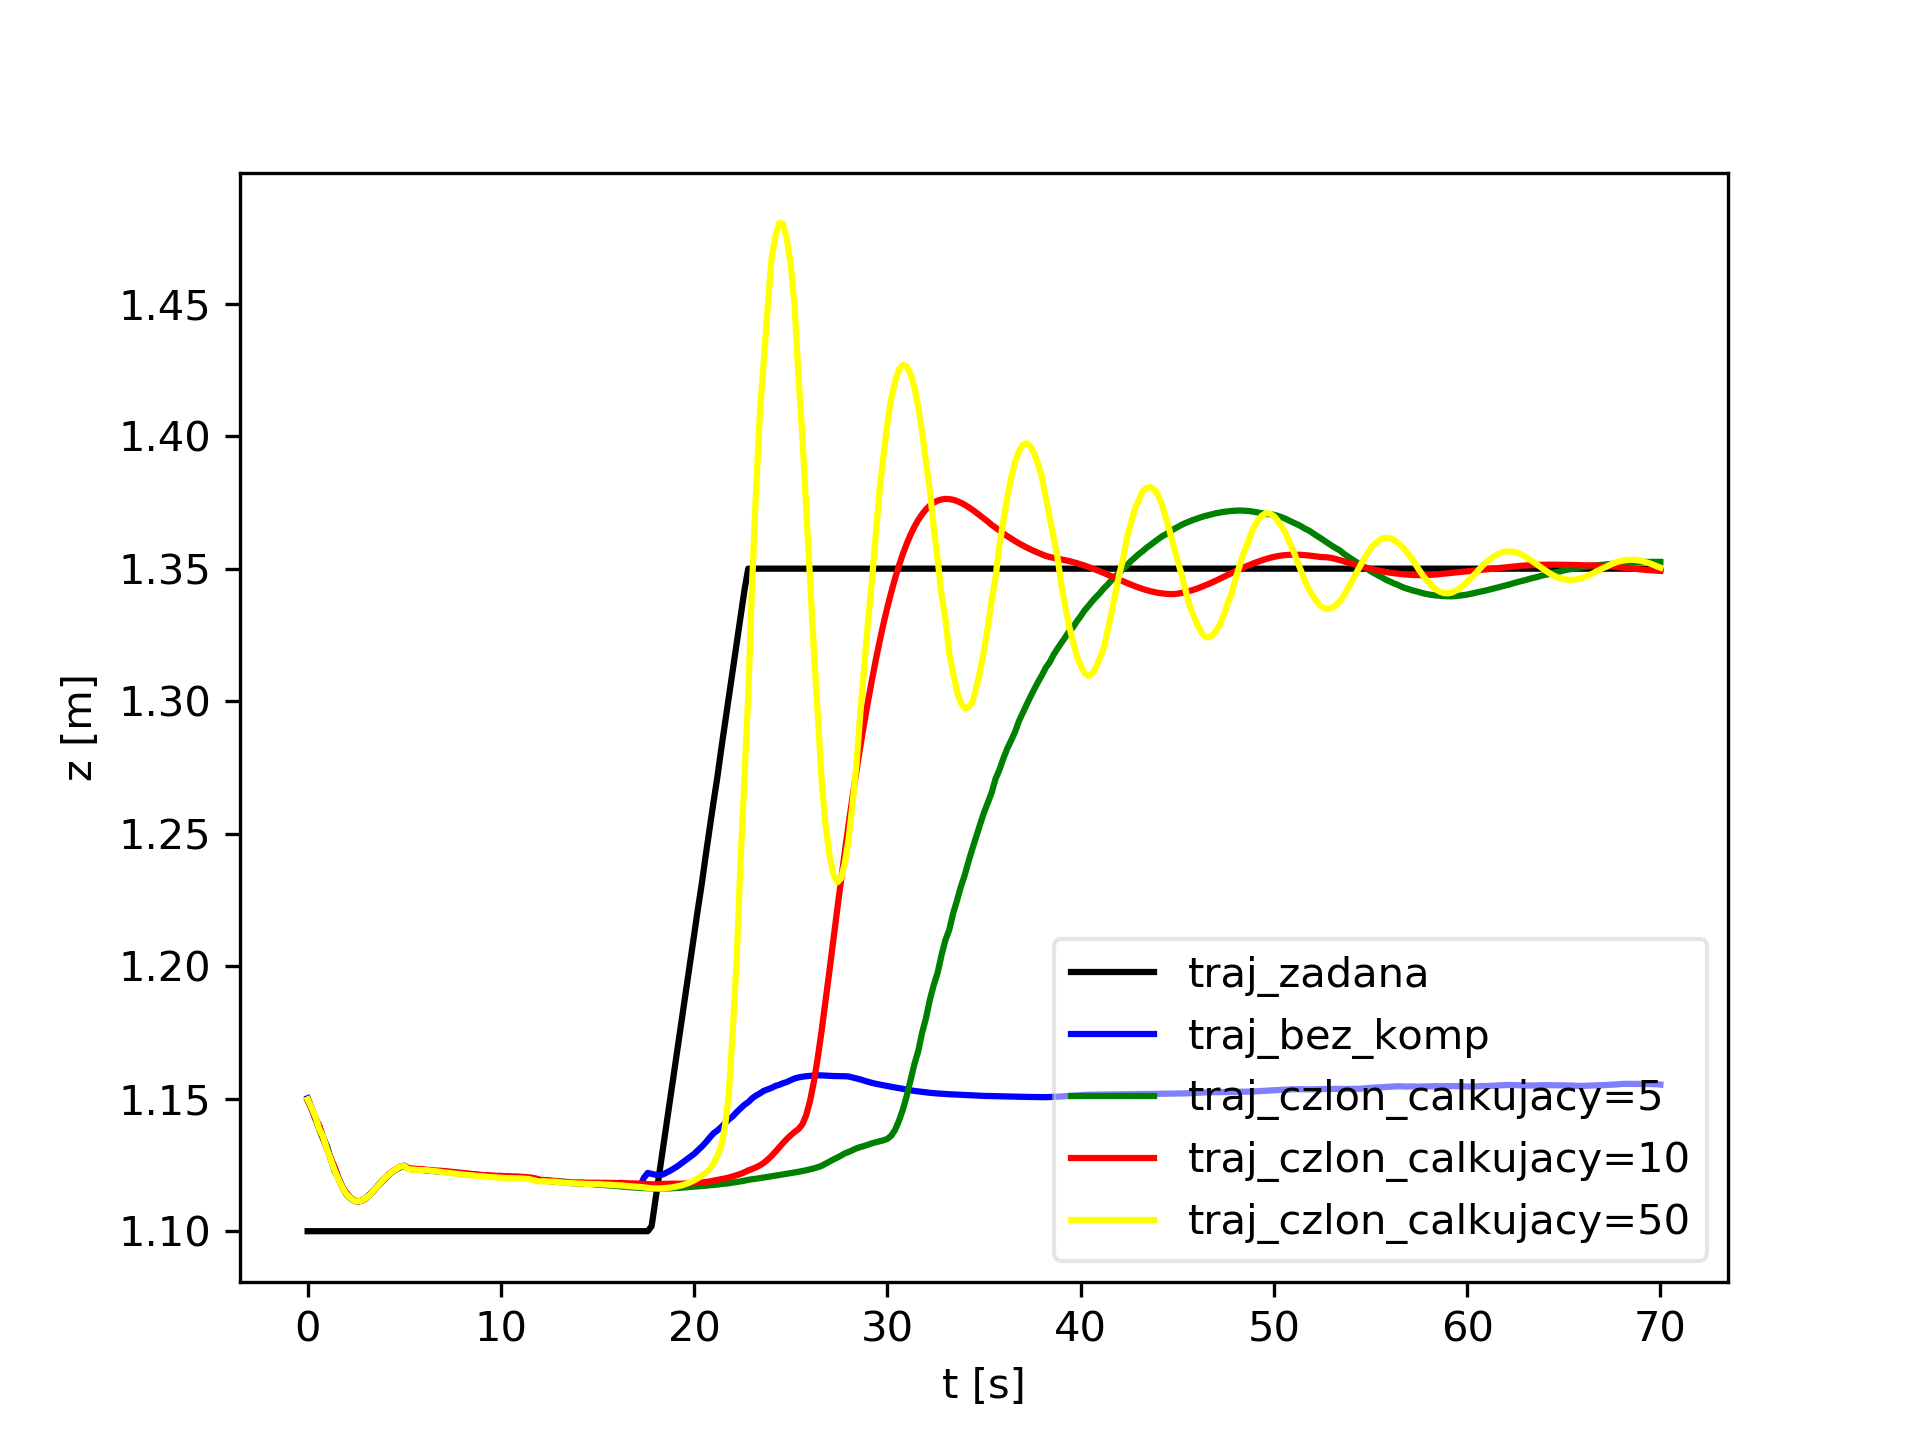 1.45
1.40
1.35
1.30
1.25
1.20
1.15
1.10
z [m]
0 10 20 30 40 50 60 70
t [s]
traj_zadana
traj_bez_komp
traj_czlon_calkujacy=5
traj_czlon_calkujacy=10
traj_czlon_calkujacy=50